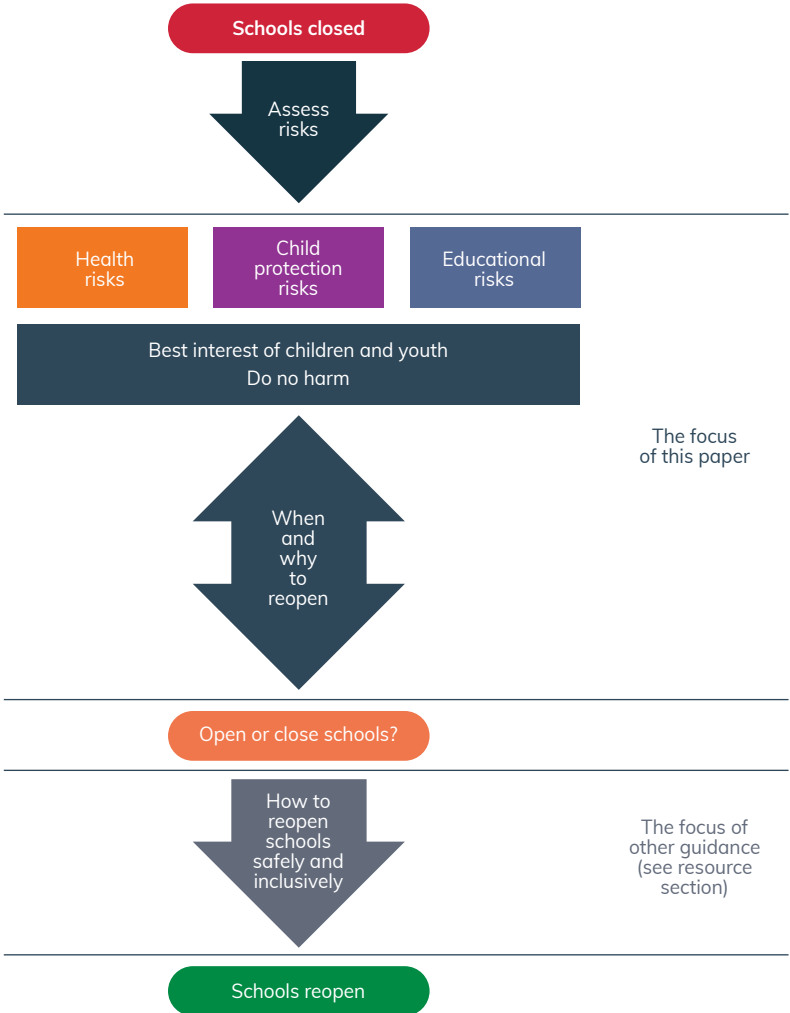 Schools closed
Assess
risks
Health
risks
Child
protection
risks
Educational
risks
Best interest of children and youth
Do no harm
The focus
of this paper
When
and
why
to
reopen
Open or close schools?
How to
reopen
schools
safely and
inclusively
The focus of
other guidance
(see resource
section)
Schools reopen